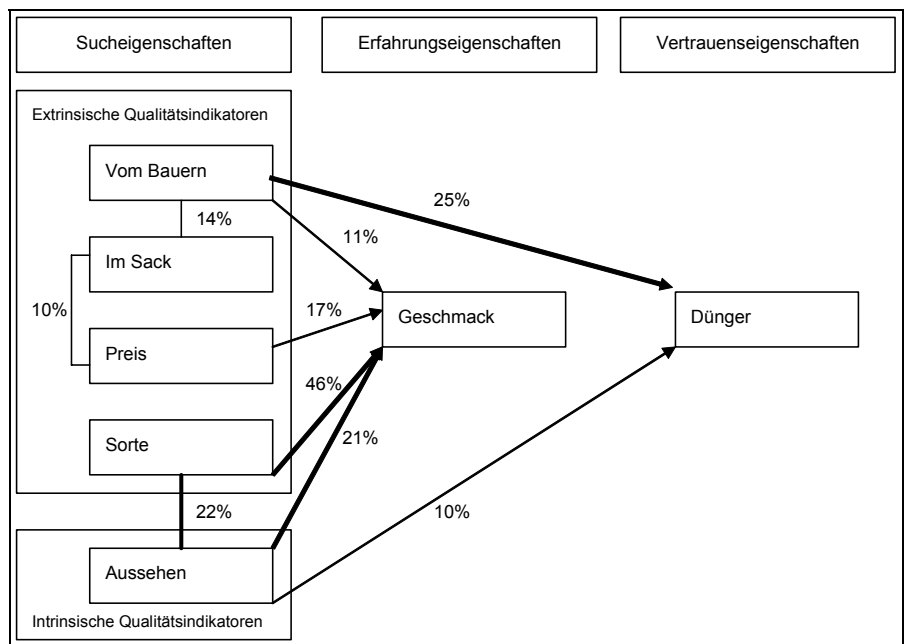 Sucheigenschaften
Erfahrungseigenschaften
Vertrauenseigenschaften
Extrinsische Qualitätsindikatoren
Vom Bauern
25%
14%
11%
Im Sack
10%
17%
Geschmack
Dünger
Preis
46%
Sorte
21%
22%
10%
Aussehen
Intrinsische Qualitätsindikatoren